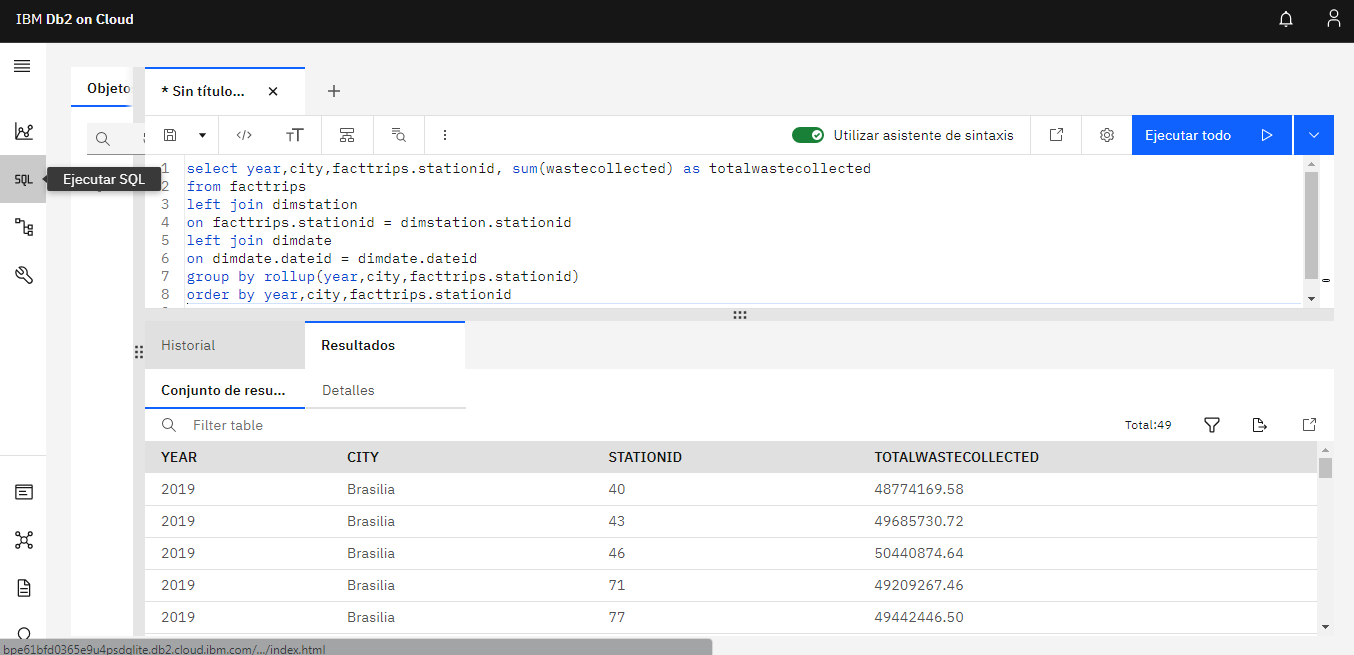 IBM Db2 on Cloud
Objeto
* Sin título...
SQL
Ejecutar SQL
Utilizar asistente de sintaxis
Ejecutar todo
1 select year,city,facttrips.stationid, sum(wastecollected) as totalwastecollected
2 from facttrips
3 left join dimstation
4 on facttrips.stationid = dimstation.stationid
5 left join dimdate
6 on dimdate.dateid = dimdate.dateid
7 group by rollup(year,city,facttrips.stationid)
8 order by year,city,facttrips.stationid
Historial
Resultados
Conjunto de resu...
Detalles
Filter table
Total:49
YEAR CITY STATIONID TOTALWASTECOLLECTED
2019 Brasilia 40 48774169.58
2019 Brasilia 43 49685730.72
2019 Brasilia 46 50440874.64
2019 Brasilia 71 49209267.46
2019 Brasilia 77 49442446.50
bpe61bfd0365e9u4psdglite.db2.cloud.ibm.com/.../index.html